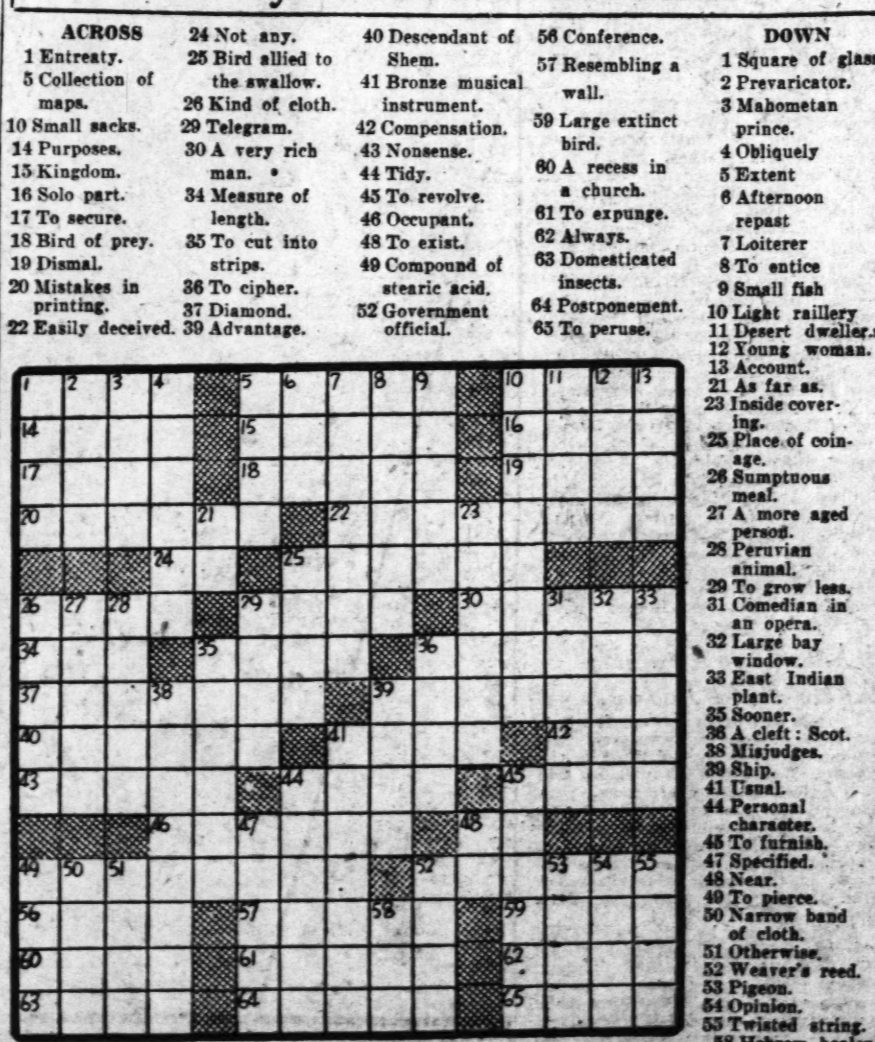 ACROSS
1 Entreaty.
5 Collection of
maps.
10 Small sacks.
14 Purposes.
15 Kingdom.
16 Solo part.
17 To secure.
18 Bird of prey.
19 Dismal.
20 Mistakes in
printing.
22 Easily deceived.
24 Not any.
25 Bird allied to
the swallow.
26 Kind of cloth.
29 Telegram.
30 A very rich
man.
34 Measure of
length.
35 To cut into
strips.
36 To cipher.
37 Diamond.
39 Advantage.
40 Descendant of
Shem.
41 Bronze musical
instrument.
42 Compensation.
43 Nonsense.
44 Tidy.
45 To revolve.
46 Occupant.
48 To exist.
49 Compound of
stearic acid.
52 Government
official.
56 Conference.
57 Resembling a
wall.
59 Large extinct
bird.
60 A recess in
a church.
61 To expunge.
62 Always.
63 Domesticated
insects.
64 Postponement.
65 To peruse.
DOWN
1 Square of glass
2 Prevaricator.
3 Mahometan
prince.
4 Obliquely
5 Extent
6 Afternoon
repast
7 Loiterer
8 To entice
9 Small fish
10 Light raillery
11 Desert dweller.
12 Young woman.
13 Account.
21 As far as.
23 Inside cover-
ing.
25 Place of coin-
age.
26 Sumptuous
meal.
27 A more aged
person.
28 Peruvian
animal.
29 To grow less.
31 Comedian in
an opera.
32 Large bay
window.
33 East Indian
plant.
35 Sooner.
36 A cleft: Scot.
38 Misjudges.
39 Ship.
41 Usual.
44 Personal
character.
45 To furnish.
47 Specified.
48 Near.
49 To pierce.
50 Narrow band
of cloth.
51 Otherwise.
52 Weaver's reed.
53 Pigeon.
54 Opinion.
55 Twisted string.
58 Hebrew
1 2 3 4 5 6 7 8 9 10 11 12 13
14 15 16
17 18 19
20 21 22 23
24 25
26 27 28 29 30 31 32 33
34 35 36
37 38 39
40 41 42
43 44 45
46 47 48
49 50 51 52 53 54 55
56 57 58 59
60 61 62
63 64 65